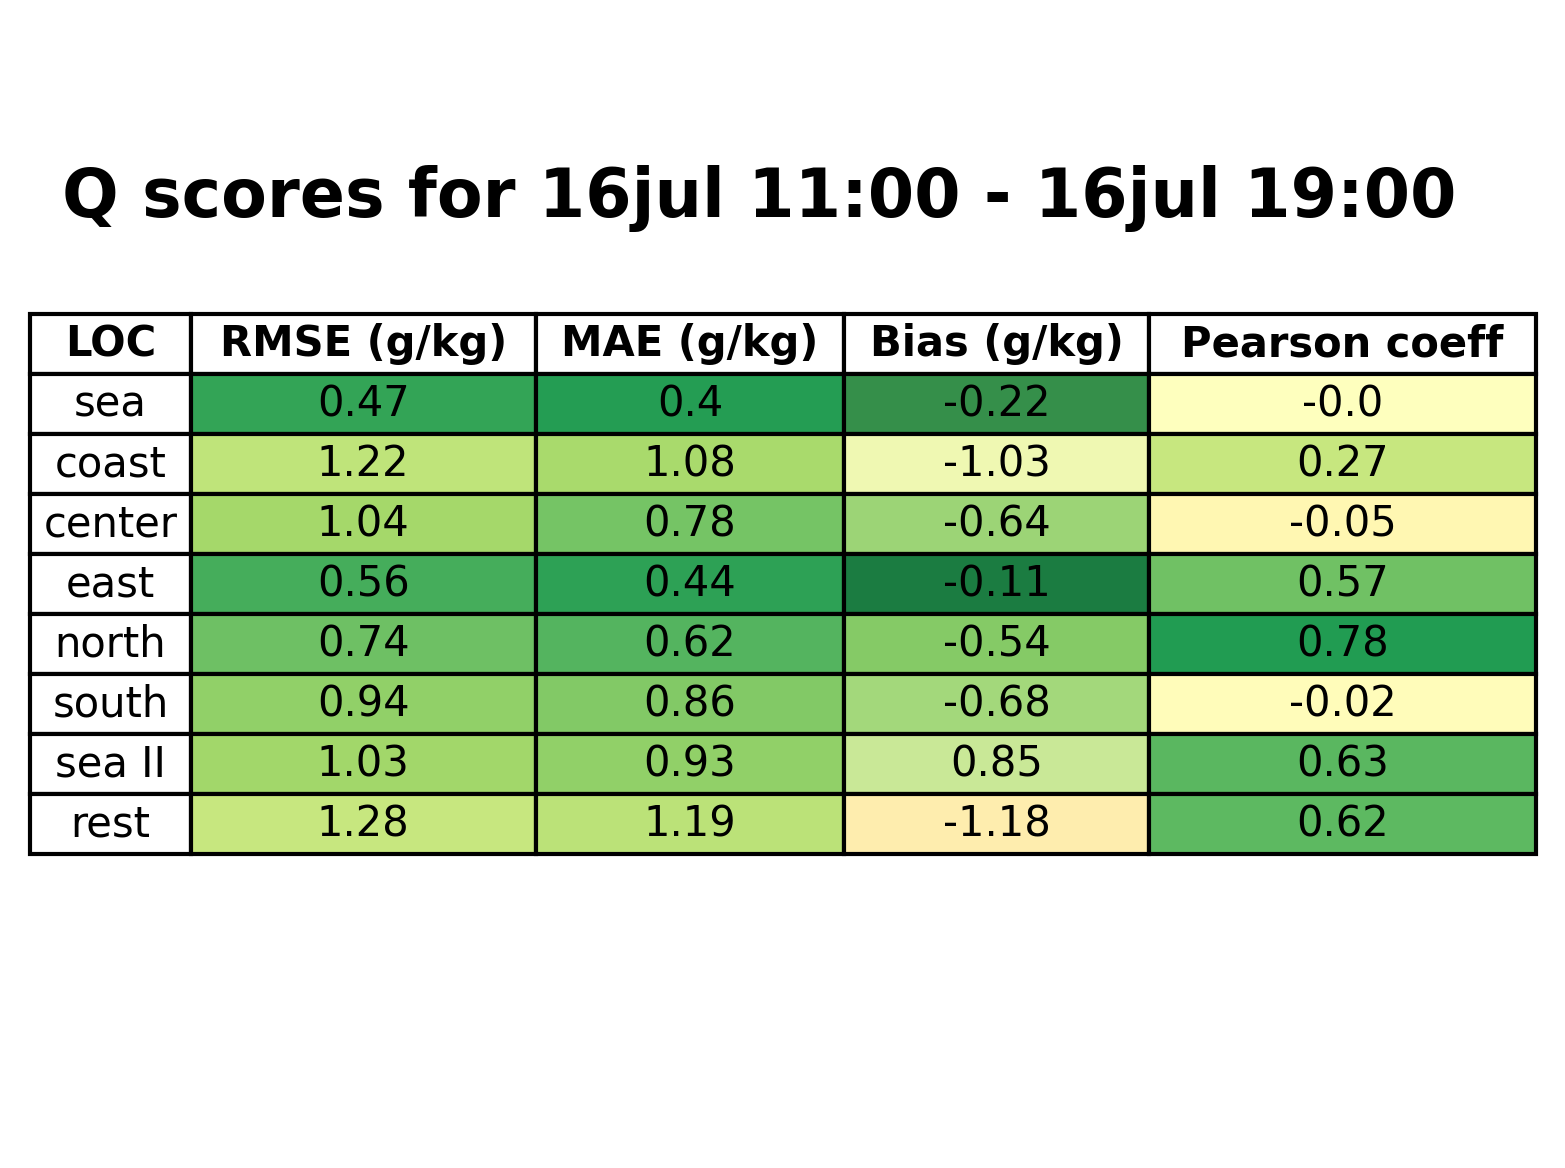 Q scores for 16jul 11:00 - 16jul 19:00
LOC RMSE (g/kg) MAE (g/kg) Bias (g/kg) Pearson coeff
sea 0.47 0.4 -0.22 -0.0
coast 1.22 1.08 -1.03 0.27
center 1.04 0.78 -0.64 -0.05
east 0.56 0.44 -0.11 0.57
north 0.74 0.62 -0.54 0.78
south 0.94 0.86 -0.68 -0.02
sea II 1.03 0.93 0.85 0.63
rest 1.28 1.19 -1.18 0.62